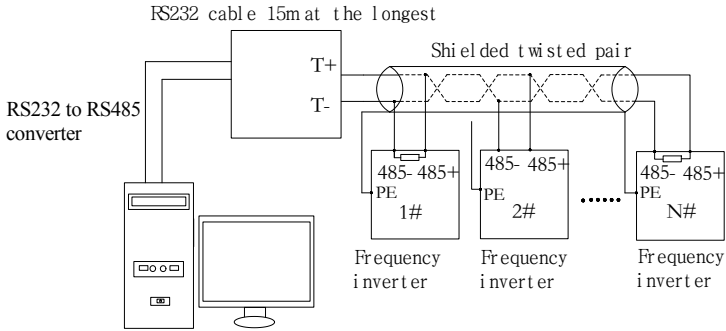 RS232 cable 15m at the longest
T+
T-
Shielded twisted pair
RS232 to RS485
converter
485- 485+
PE
1#
485- 485+
PE
2#
......
485- 485+
PE
N#
Frequency
inverter
Frequency
inverter
Frequency
inverter